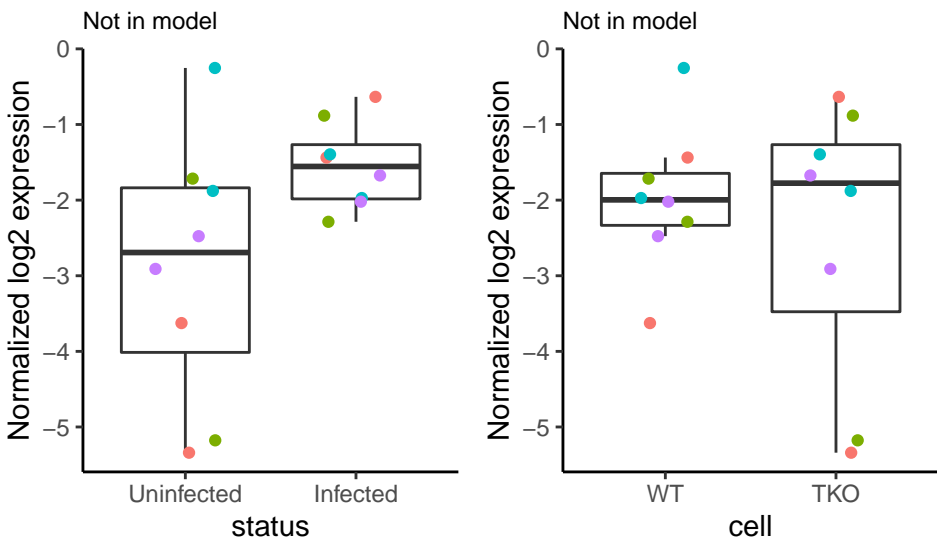 Not in model
Normalized log2 expression
0
−1
−2
−3
−4
−5
Uninfected
Infected
status
Not in model
Normalized log2 expression
0
−1
−2
−3
−4
−5
WT
TKO
cell